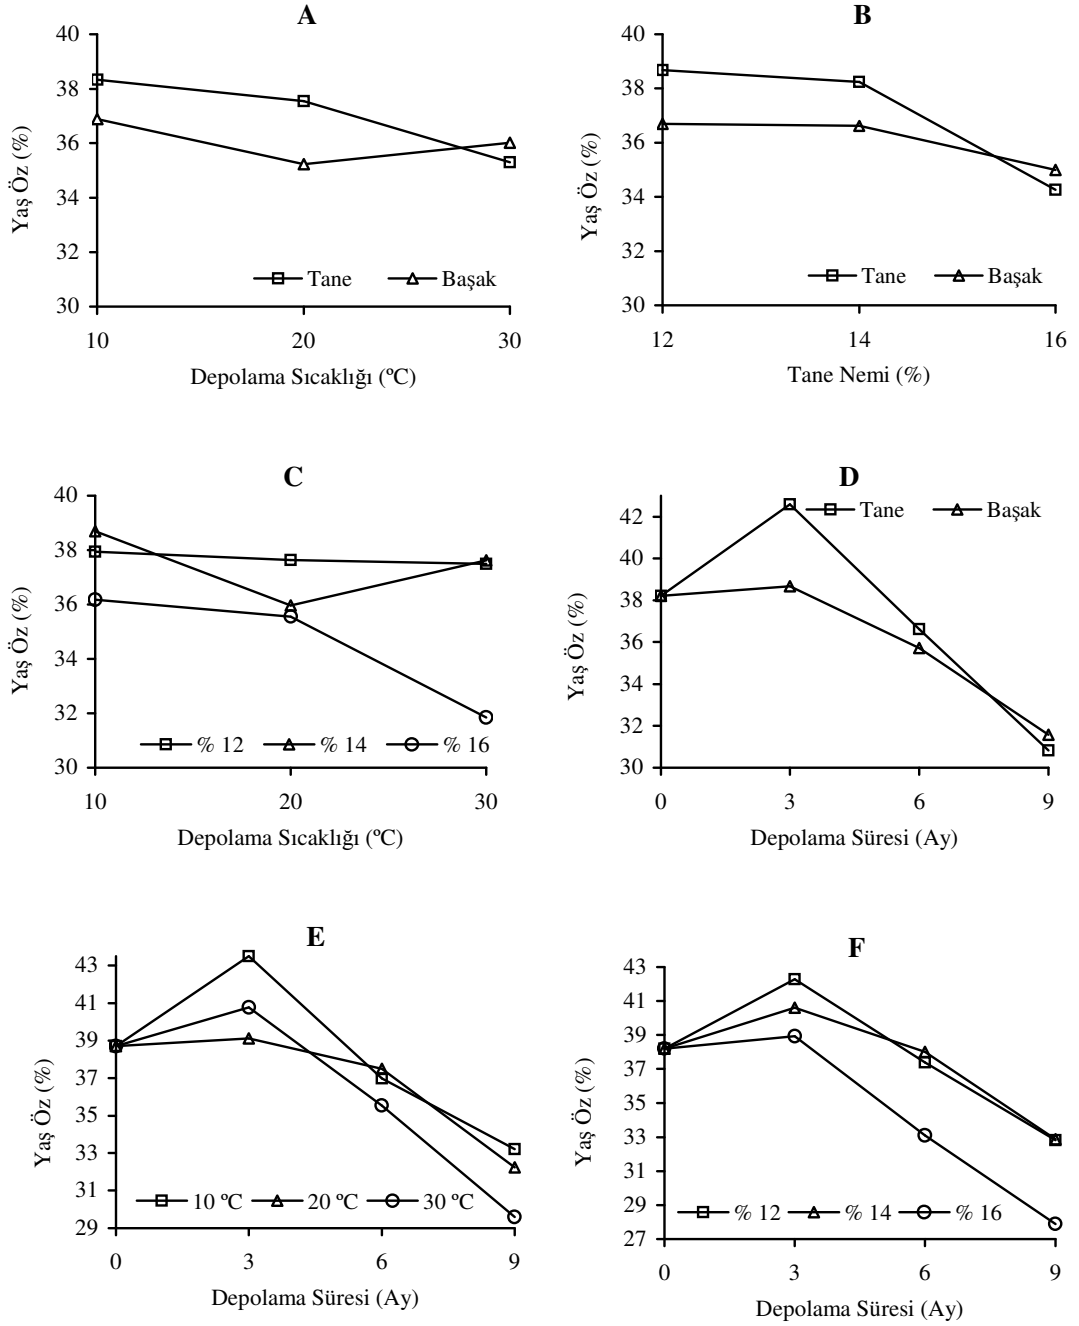 A
40
38
36
34
32
30
Yaş Öz (%)
Tane
Başak
10
20
30
Depolama Sıcaklığı (ºC)
B
40
38
36
34
32
30
Yaş Öz (%)
Tane
Başak
12
14
16
Tane Nemi (%)
C
40
38
36
34
32
30
Yaş Öz (%)
% 12
% 14
% 16
10
20
30
Depolama Sıcaklığı (ºC)
D
42
40
38
36
34
32
30
Yaş Öz (%)
Tane
Başak
0
3
6
9
Depolama Süresi (Ay)
E
43
41
39
37
35
33
31
29
Yaş Öz (%)
10 ºC
20 ºC
30 ºC
0
3
6
9
Depolama Süresi (Ay)
F
43
41
39
37
35
33
31
29
27
Yaş Öz (%)
% 12
% 14
% 16
0
3
6
9
Depolama Süresi (Ay)